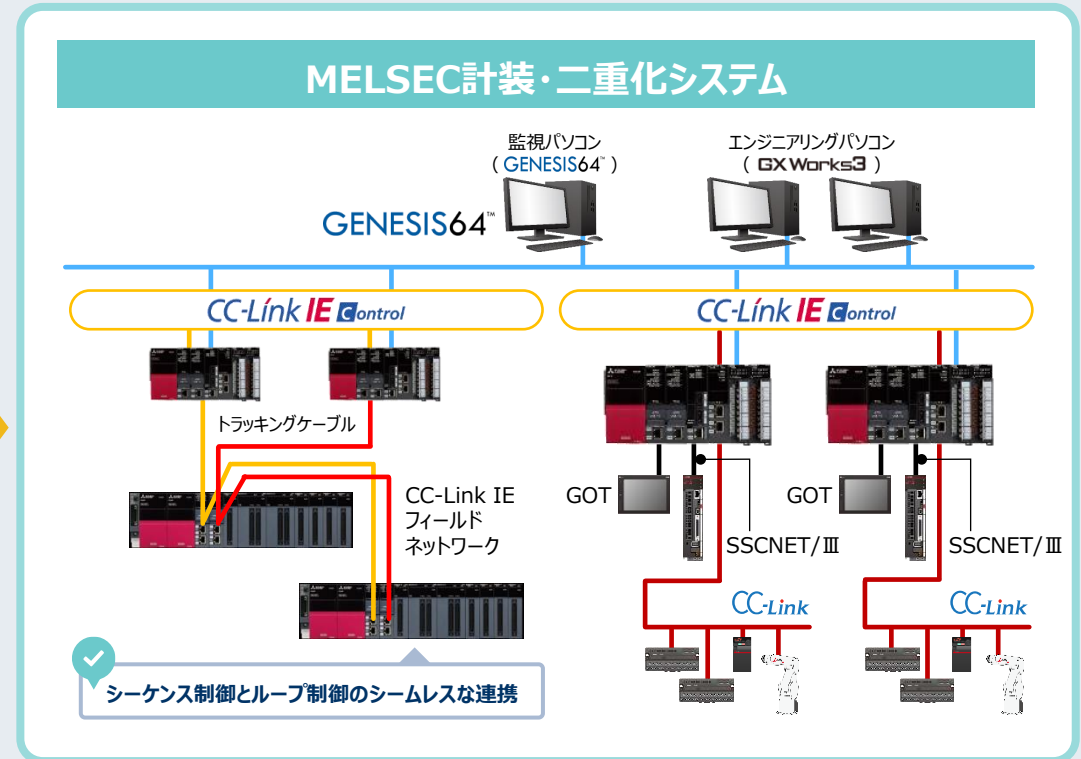 MELSEC計装・二重化システム
監視パソコン
( GENESIS64™ )
エンジニアリングパソコン
( GX Works3 )
GENESIS64™
CC-Link IE Control
CC-Link IE Control
トラッキングケーブル
CC-Link IE
フィールド
ネットワーク
GOT
SSCNET/Ⅲ
GOT
SSCNET/Ⅲ
CC-Link
CC-Link
シーケンス制御とループ制御のシームレスな連携